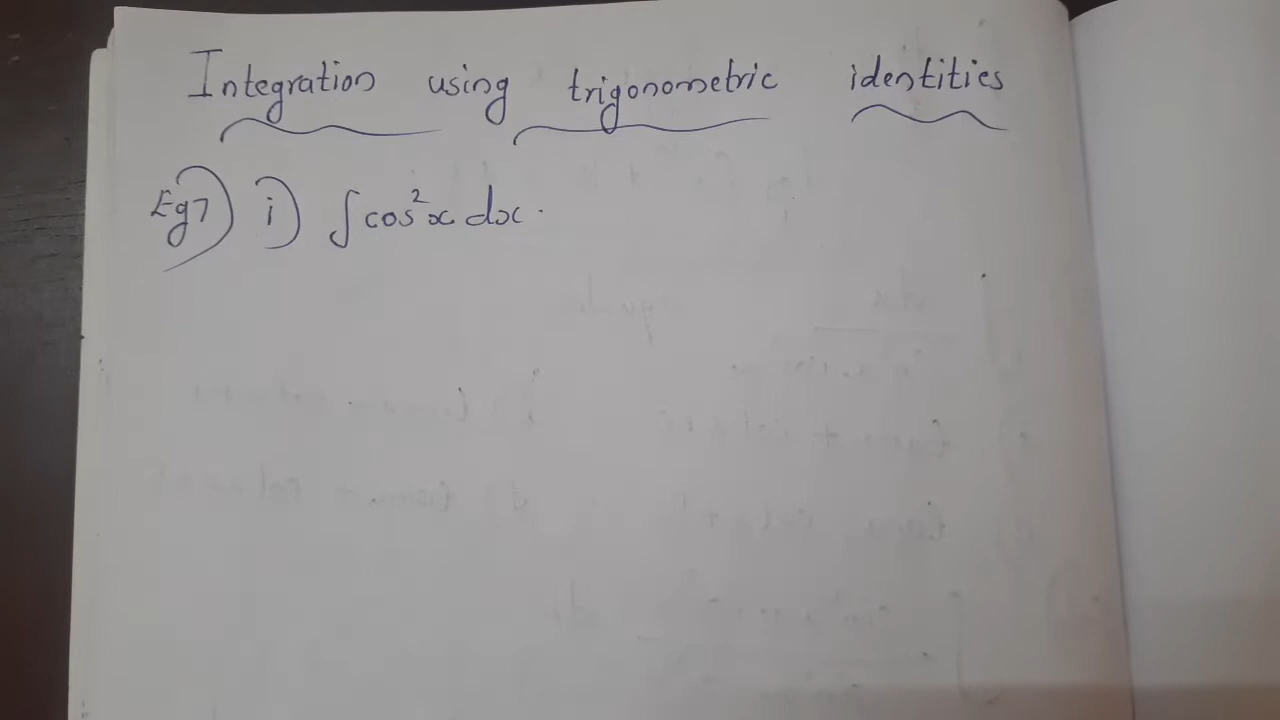 Integration using trigonometric identities
Eg7) i) ∫cos²x dx.